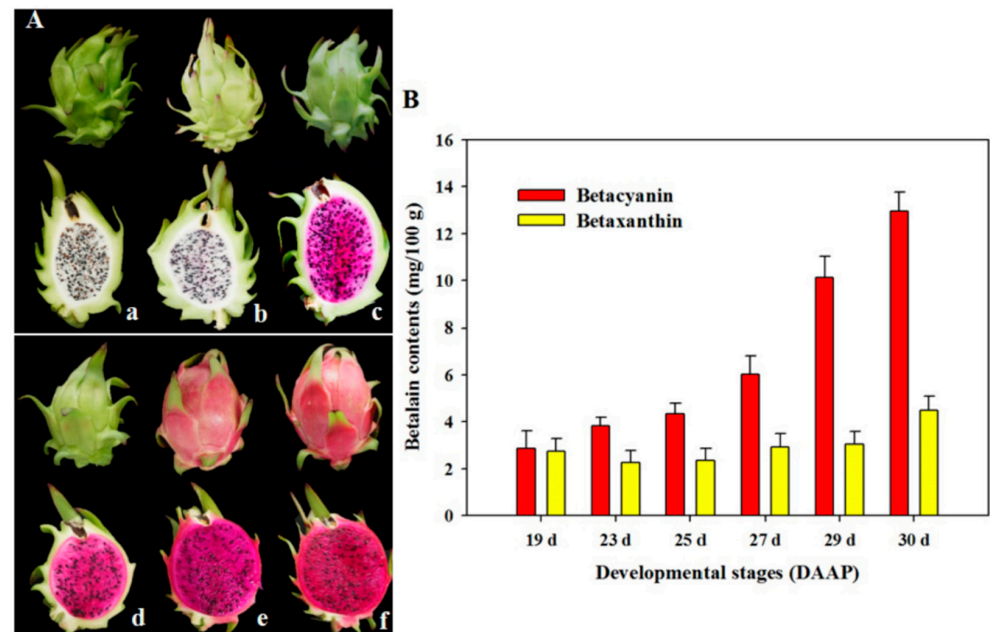 A
a
b
c
d
e
f
B
16
14
12
10
8
6
4
2
0
Betalain contents (mg/100 g)
Betacyanin
Betaxanthin
19 d 23 d 25 d 27 d 29 d 30 d
Developmental stages (DAAP)